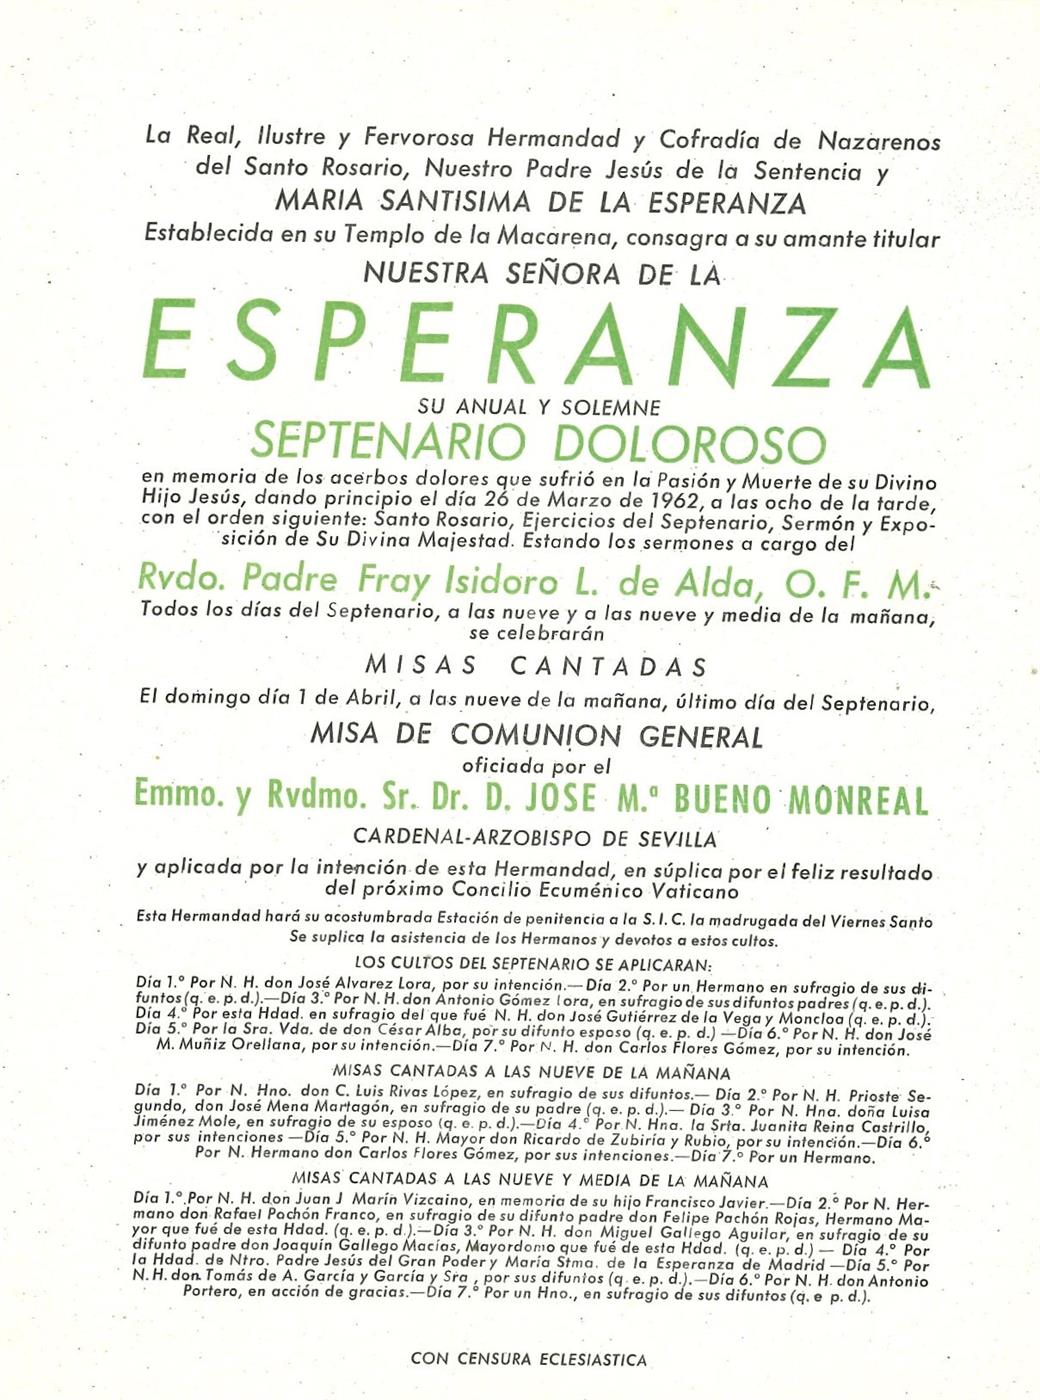 La Real, Ilustre y Fervorosa Hermandad y Cofradía de Nazarenos
del Santo Rosario, Nuestro Padre Jesús de la Sentencia y
MARIA SANTISIMA DE LA ESPERANZA
Establecida en su Templo de la Macarena, consagra a su amante titular
NUESTRA SEÑORA DE LA
ESPERANZA
SU ANUAL Y SOLEMNE
SEPTENARIO DOLOROSO
en memoria de los acerbos dolores que sufrió en la Pasión y Muerte de su Divino
Hijo Jesús, dando principio el día 26 de Marzo de 1962, a las ocho de la tarde,
con el orden siguiente: Santo Rosario, Ejercicios del Septenario, Sermón y Expo-
sición de Su Divina Majestad. Estando los sermones a cargo del
Rvdo. Padre Fray Isidoro L. de Alda, O. F. M.
Todos los días del Septenario, a las nueve y a las nueve y media de la mañana,
se celebrarán
MISAS CANTADAS
El domingo día 1 de Abril, a las nueve de la mañana, último día del Septenario,
MISA DE COMUNION GENERAL
oficiada por el
Emmo. y Rvdmo. Sr. Dr. D. JOSE M.ª BUENO MONREAL
CARDENAL-ARZOBISPO DE SEVILLA
y aplicada por la intención de esta Hermandad, en súplica por el feliz resultado
del próximo Concilio Ecuménico Vaticano
Esta Hermandad hará su acostumbrada Estación de penitencia a la S. I. C. la madrugada del Viernes Santo
Se suplica la asistencia de los Hermanos y devotos a estos cultos.
LOS CULTOS DEL SEPTENARIO SE APLICARAN:
Día 1.º Por N. H. don José Alvarez Lora, por su intención.—Día 2.º Por un Hermano en sufragio de sus di-
funtos (q. e. p. d.).—Día 3.º Por N. H. don Antonio Gómez Lora, en sufragio de sus difuntos padres (q. e. p. d.).
Día 4.º Por esta Hdad. en sufragio del que fué N. H. don José Gutiérrez de la Vega y Moncloa (q. e. p. d.).
Día 5.º Por la Sra. Vda. de don César Alba, por su difunto esposo (q. e. p. d.) —Día 6.º Por N. H. don José
M. Muñiz Orellana, por su intención.—Día 7.º Por N. H. don Carlos Flores Gómez, por su intención.
MISAS CANTADAS A LAS NUEVE DE LA MAÑANA
Día 1.º Por N. Hno. don C. Luis Rivas López, en sufragio de sus difuntos.— Día 2.º Por N. H. Prioste Se-
gundo, don José Mena Martagón, en sufragio de su padre (q. e. p. d.).— Día 3.º Por N. Hna. doña Luisa
Jiménez Mole, en sufragio de su esposo (q. e. p. d.).—Día 4.º Por N. Hna. la Srta. Juanita Reina Castrillo,
por sus intenciones —Día 5.º Por N. H. Mayor don Ricardo de Zubiría y Rubio, por su intención.—Día 6.º
Por N. Hermano don Carlos Flores Gómez, por sus intenciones.—Día 7.º Por un Hermano.
MISAS CANTADAS A LAS NUEVE Y MEDIA DE LA MAÑANA
Día 1.º Por N. H. don Juan J Marín Vizcaino, en memoria de su hijo Francisco Javier.—Día 2.º Por N. Her-
mano don Rafael Pochón Franco, en sufragio de su difunto padre don Felipe Pachón Rojas, Hermano Ma-
yor que fué de esta Hdad. (q. e. p. d.).—Día 3.º Por N. H. don Miguel Gallego Aguilar, en sufragio de su
difunto padre don Joaquín Gallego Macías, Mayordomo que fué de esta Hdad. (q. e. p. d.) — Día 4.º Por
la Hdad. de Ntro. Padre Jesús del Gran Poder y María Stma. de la Esperanza de Madrid —Día 5.º Por
N. H. don Tomás de A. García y García y Sra , por sus difuntos (q. e. p. d.).—Día 6.º Por N. H. don Antonio
Portero, en acción de gracias.—Día 7.º Por un Hno., en sufragio de sus difuntos (q. e p. d.).
CON CENSURA ECLESIASTICA